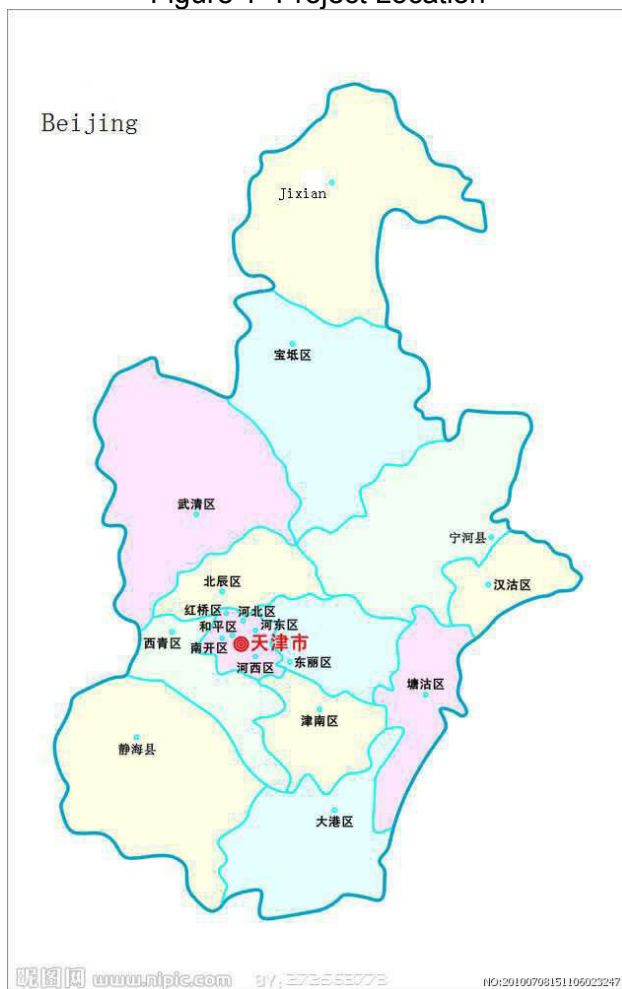 Figure 1 Project Location
Beijing
Jixian
宝坻区
武清区
宁河县
北辰区
汉沽区
红桥区
河北区
和平区
河东区
西青区
南开区
天津市
河西区
东丽区
塘沽区
津南区
静海县
大港区
昵图网 www.nipic.com
NO:20100708151106023247